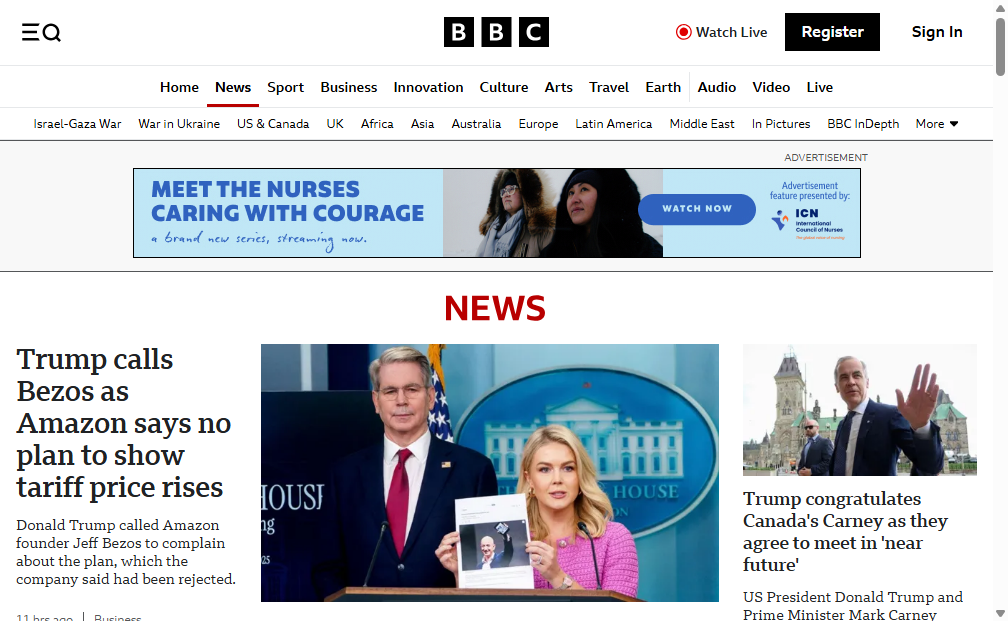 BBC
Watch Live
Register
Sign In
Home News Sport Business Innovation Culture Arts Travel Earth Audio Video Live
Israel-Gaza War War in Ukraine US & Canada UK Africa Asia Australia Europe Latin America Middle East In Pictures BBC InDepth More
ADVERTISEMENT
MEET THE NURSES
CARING WITH COURAGE
a brand new series, streaming now.
WATCH NOW
Advertisement
feature presented by:
ICN
International
Council of Nurses
NEWS
Trump calls
Bezos as
Amazon says no
plan to show
tariff price rises
Donald Trump called Amazon
founder Jeff Bezos to complain
about the plan, which the
company said had been rejected.
11 hrs ago | Business
Trump congratulates
Canada's Carney as they
agree to meet in 'near
future'
US President Donald Trump and
Prime Minister Mark Carney